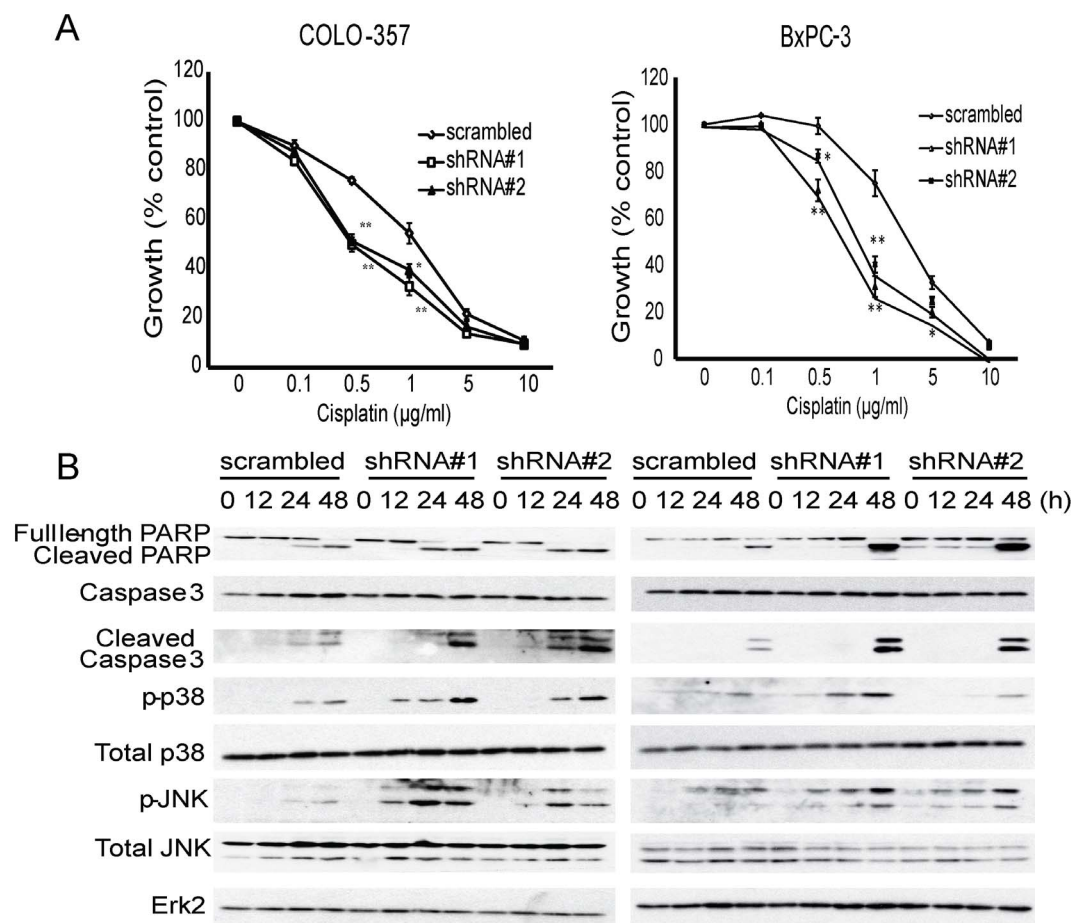 A
COLO-357
BxPC-3
Growth (% control)
120
100
80
60
40
20
0
0 0.1 0.5 1 5 10
Cisplatin (µg/ml)
scrambled
shRNA#1
shRNA#2
**
**
*
**
Growth (% control)
120
100
80
60
40
20
0
0 0.1 0.5 1 5 10
Cisplatin (µg/ml)
scrambled
shRNA#1
shRNA#2
*
**
**
**
*
B
scrambled shRNA#1 shRNA#2 scrambled shRNA#1 shRNA#2
0 12 24 48 0 12 24 48 0 12 24 48 0 12 24 48 0 12 24 48 0 12 24 48 (h)
Fulllength PARP
Cleaved PARP
Caspase3
Cleaved
Caspase3
p-p38
Total p38
p-JNK
Total JNK
Erk2